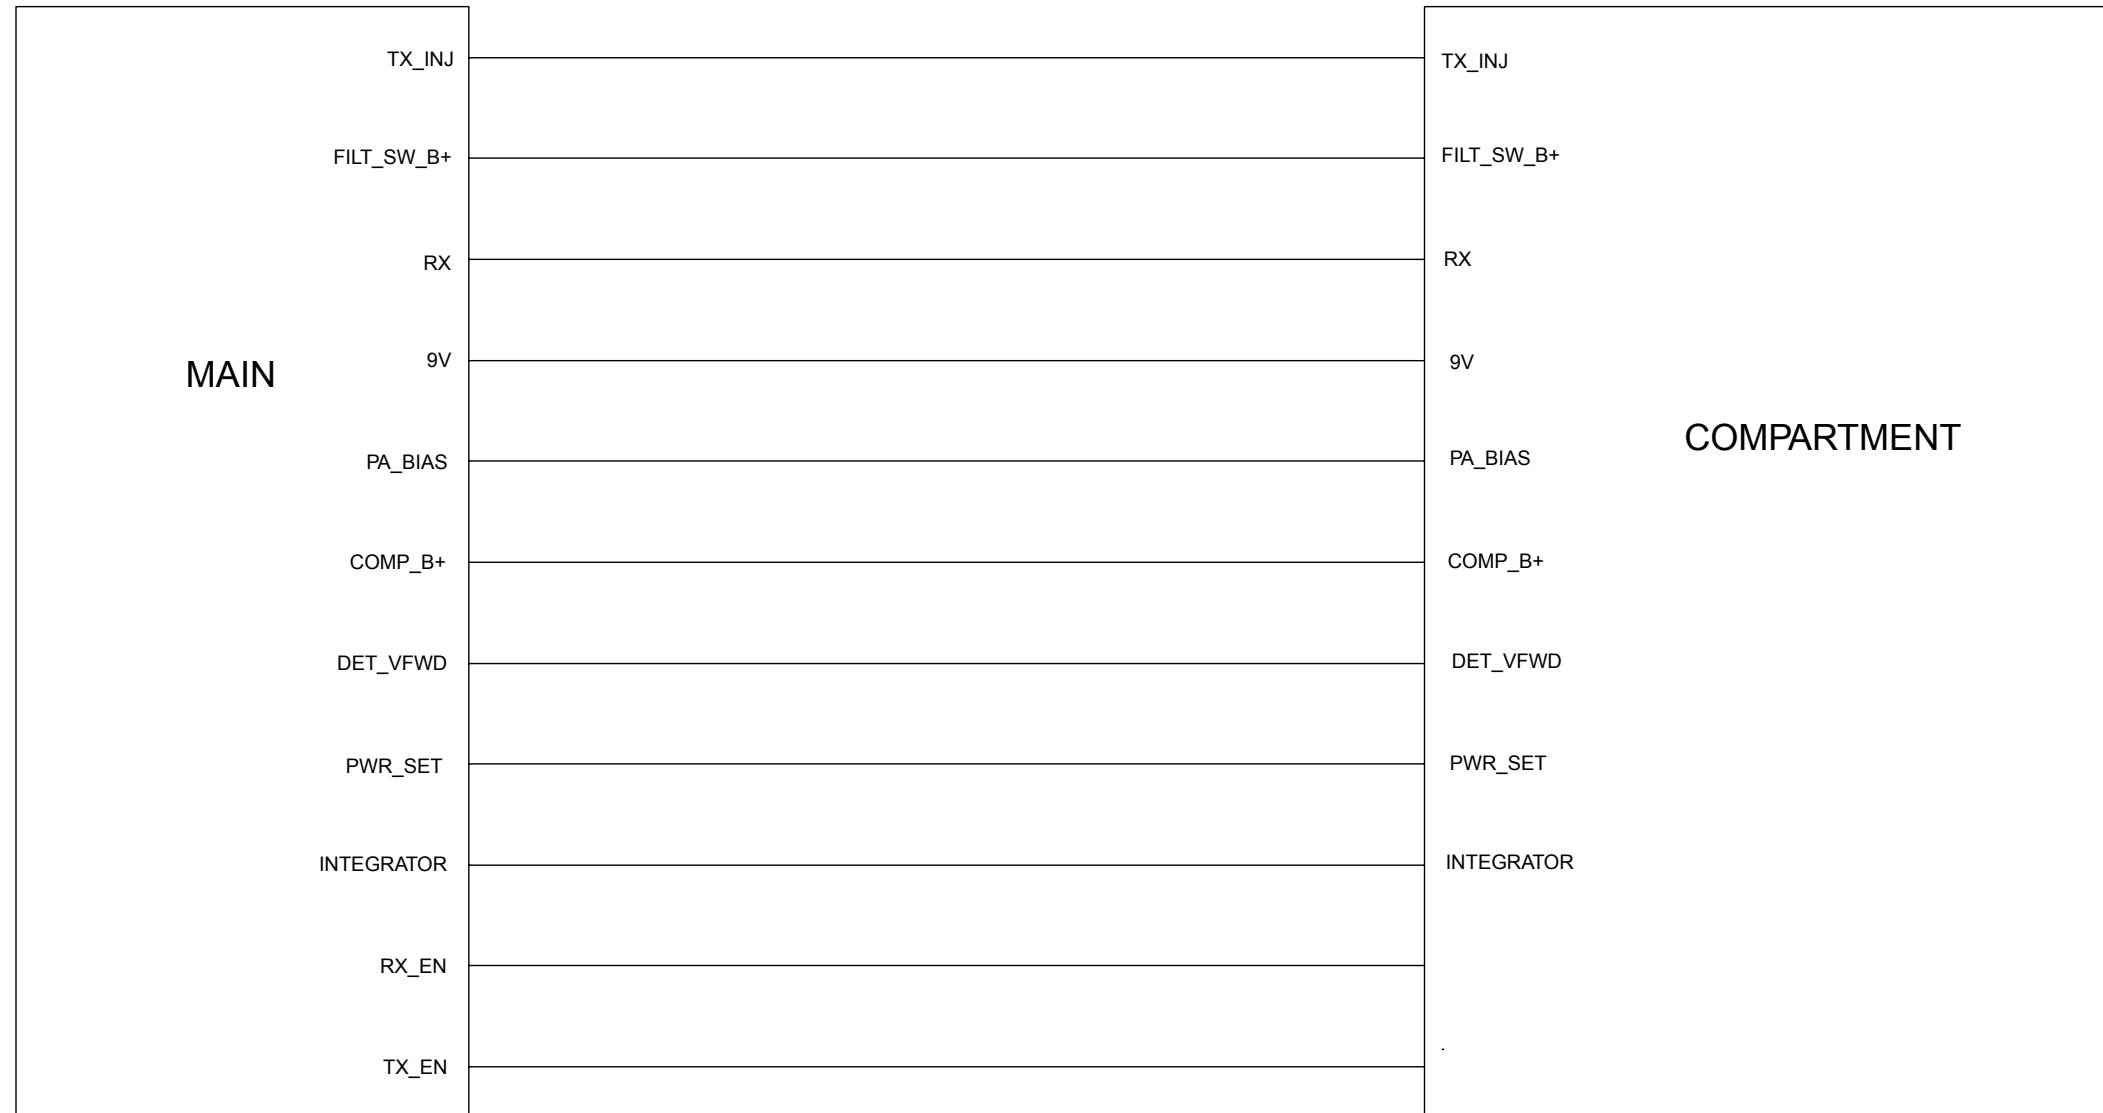 TX_INJ
TX_INJ
FILT_SW_B+
FILT_SW_B+
RX
RX
9V
9V
MAIN
COMPARTMENT
PA_BIAS
PA_BIAS
COMP_B+
COMP_B+
DET_VFWD
DET_VFWD
PWR_SET
PWR_SET
INTEGRATOR
INTEGRATOR
RX_EN
TX_EN